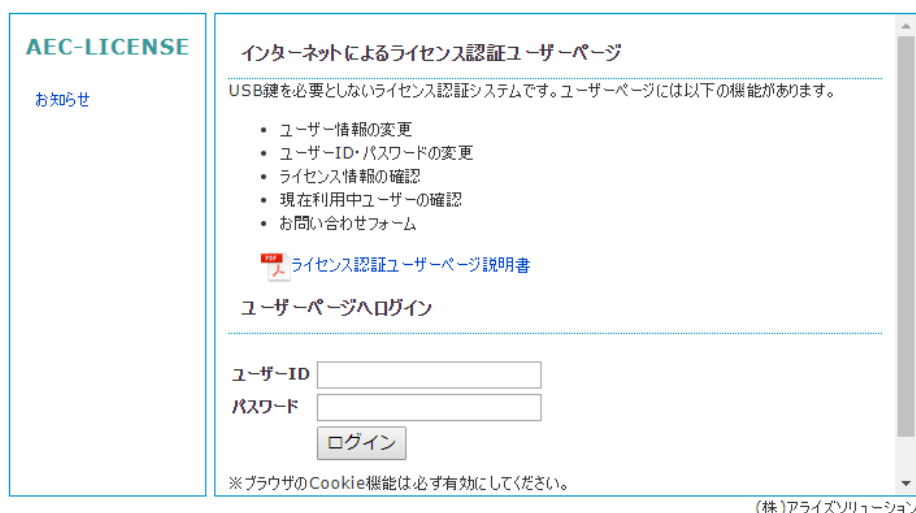 AEC-LICENSE
お知らせ
インターネットによるライセンス認証ユーザーページ
USB鍵を必要としないライセンス認証システムです。ユーザーページには以下の機能があります。
• ユーザー情報の変更
• ユーザーID・パスワードの変更
• ライセンス情報の確認
• 現在利用中ユーザーの確認
• お問い合わせフォーム
PDF ライセンス認証ユーザーページ説明書
ユーザーページへログイン
ユーザーID
パスワード
ログイン
※ブラウザのCookie機能は必ず有効にしてください。
(株)アライズソリューション